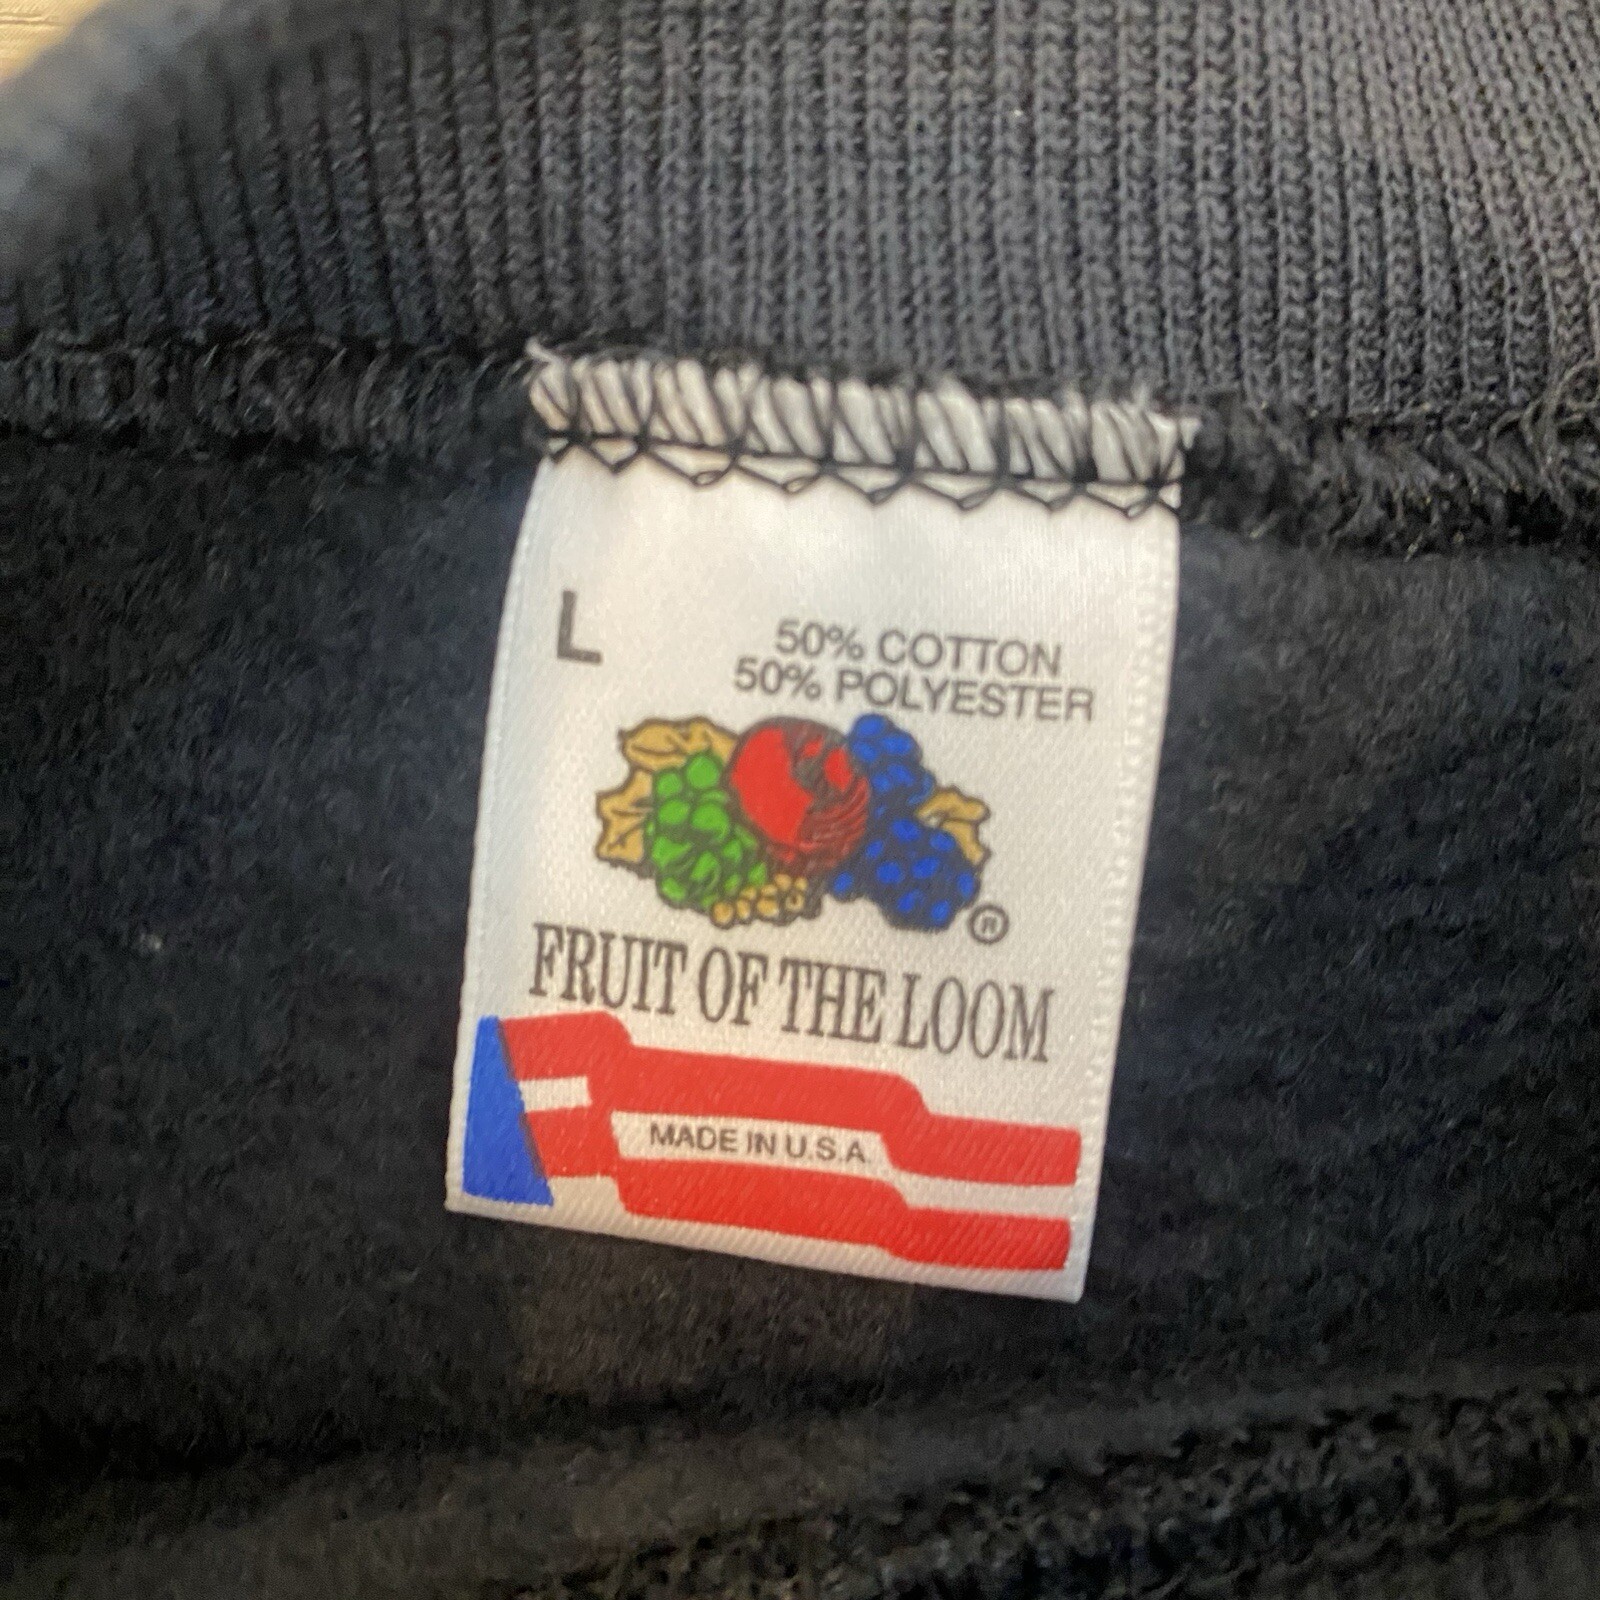 L
50% COTTON
50% POLYESTER
®
FRUIT OF THE LOOM
MADE IN U.S.A.